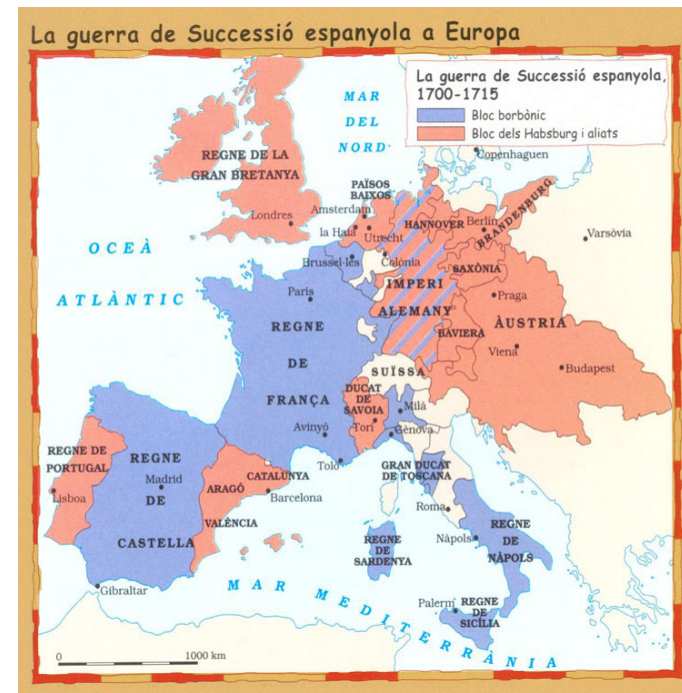 La guerra de Successió espanyola a Europa
La guerra de Successió espanyola,
1700-1715
Bloc borbònic
Bloc dels Habsburg i aliats
MAR
DEL
NORD
Copenhaguen
REGNE DE LA
GRAN BRETANYA
Londres
PAÏSOS
BAIXOS
Amsterdam
la Haia
Utrecht
HANNOVER
Berlín
BRANDENBURG
Varsòvia
OCEÀ
ATLÀNTIC
Brussel·les
Colònia
SAXÒNIA
IMPERI
ALEMANY
París
Praga
REGNE
DE
FRANÇA
ÀUSTRIA
BAVIERA
Viena
Budapest
SUÏSSA
DUCAT
DE
SAVOIA
Milà
Torí
Avinyó
Gènova
Toló
REGNE DE
PORTUGAL
Lisboa
REGNE
Madrid
DE
CASTELLA
CATALUNYA
ARAGÓ
Barcelona
VALÈNCIA
GRAN DUCAT
DE TOSCANA
Roma
REGNE
DE
NÀPOLS
Nàpols
REGNE
DE
SARDENYA
Gibraltar
MAR MEDITERRÀNIA
Palerm
REGNE
DE
SICÍLIA
0 1000 km